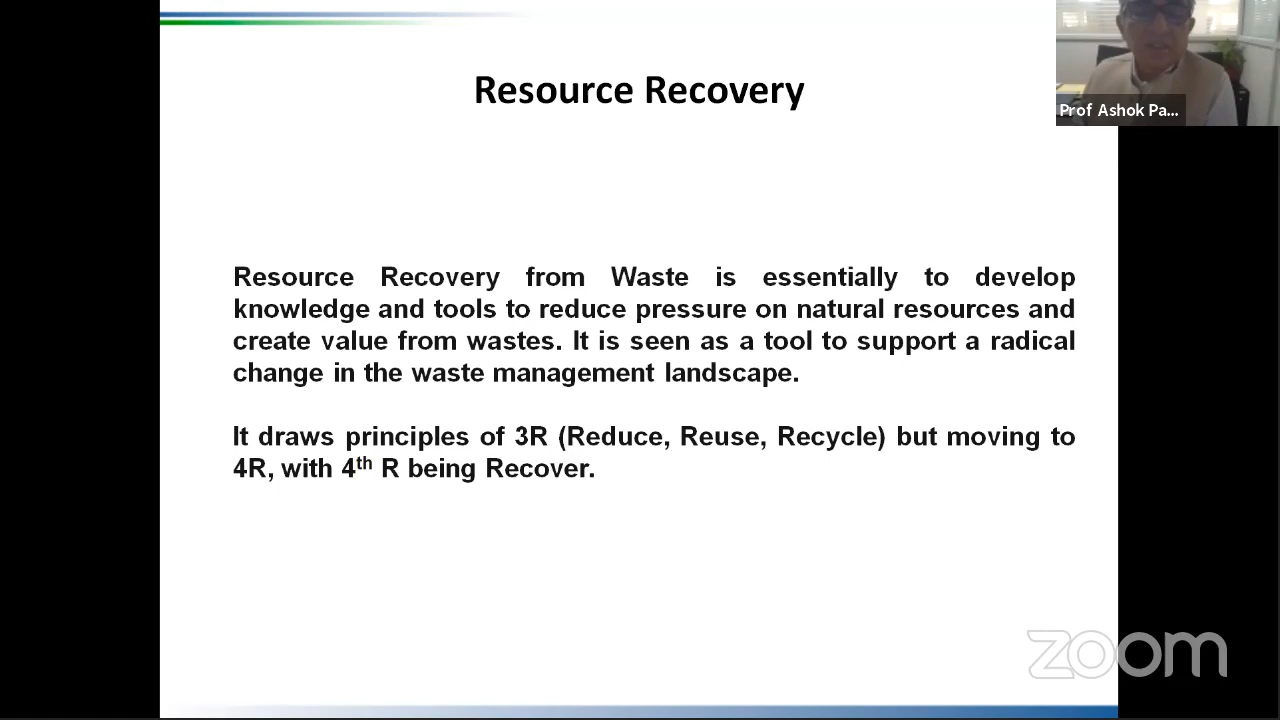 Resource Recovery
Prof Ashok Pa...
Resource Recovery from Waste is essentially to develop
knowledge and tools to reduce pressure on natural resources and
create value from wastes. It is seen as a tool to support a radical
change in the waste management landscape.
It draws principles of 3R (Reduce, Reuse, Recycle) but moving to
4R, with 4th R being Recover.
zoom